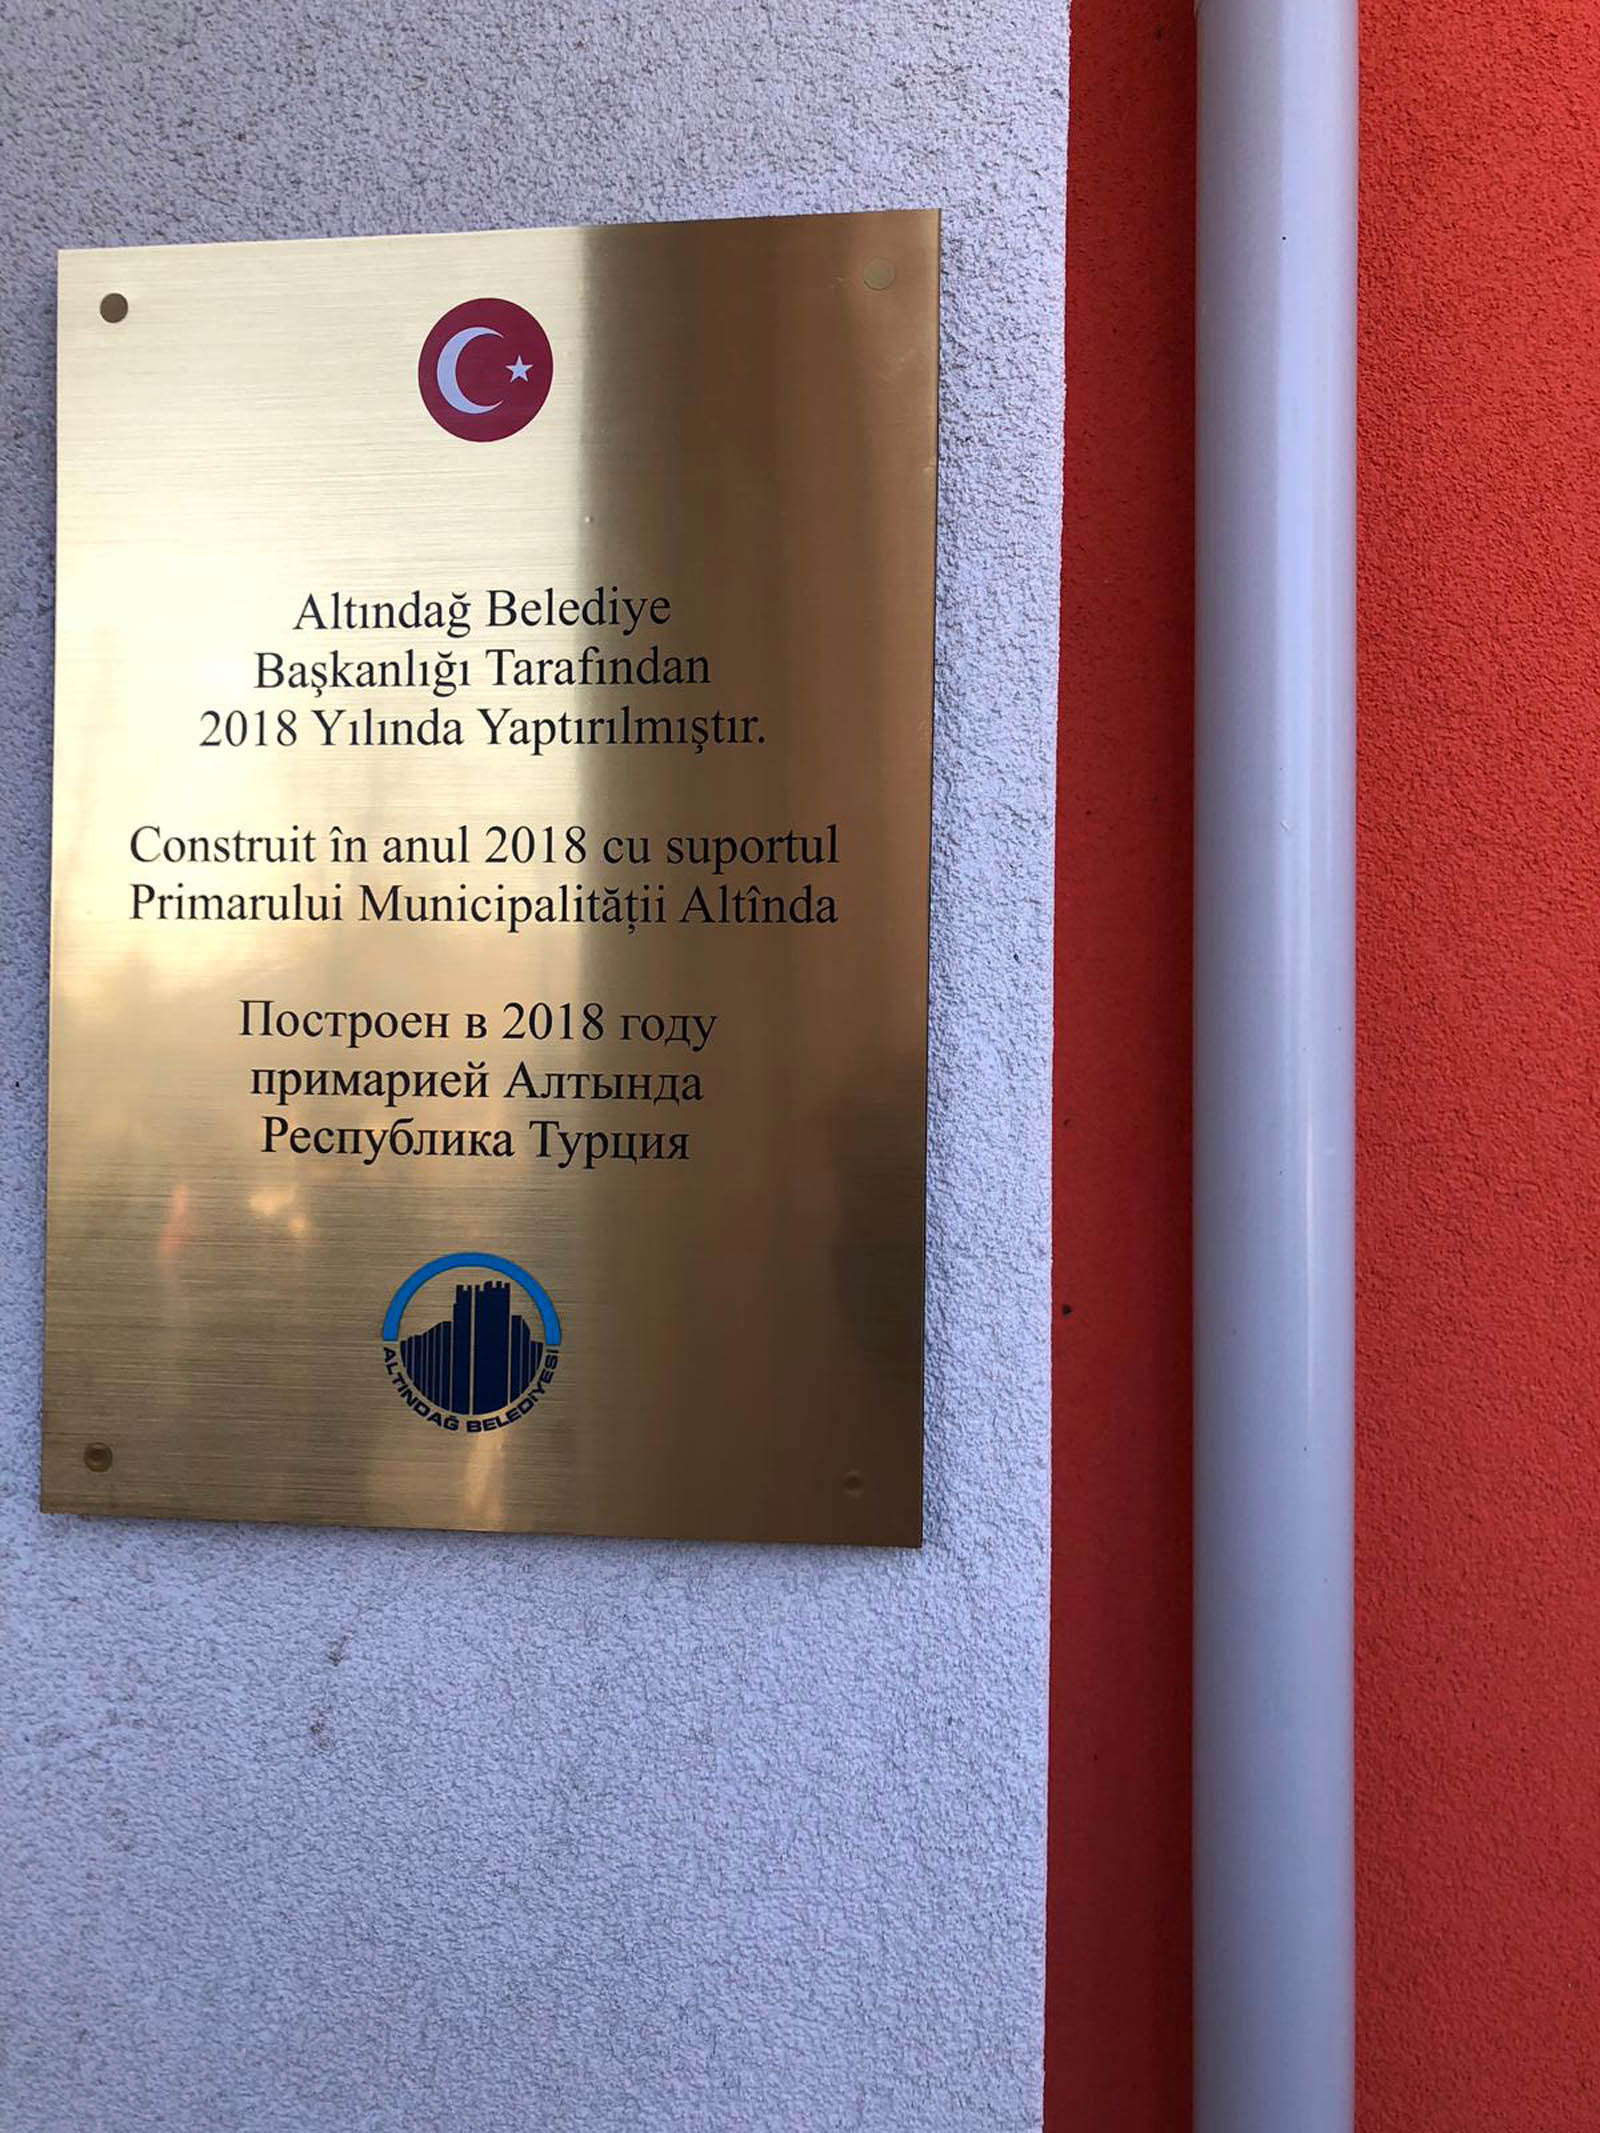 Altındağ Belediye
Başkanlığı Tarafından
2018 Yılında Yaptırılmıştır.
Construit în anul 2018 cu suportul
Primarului Municipalității Altînda
Построен в 2018 году
примарией Алтында
Республика Турция
ALTINDAĞ BELEDİYESİ